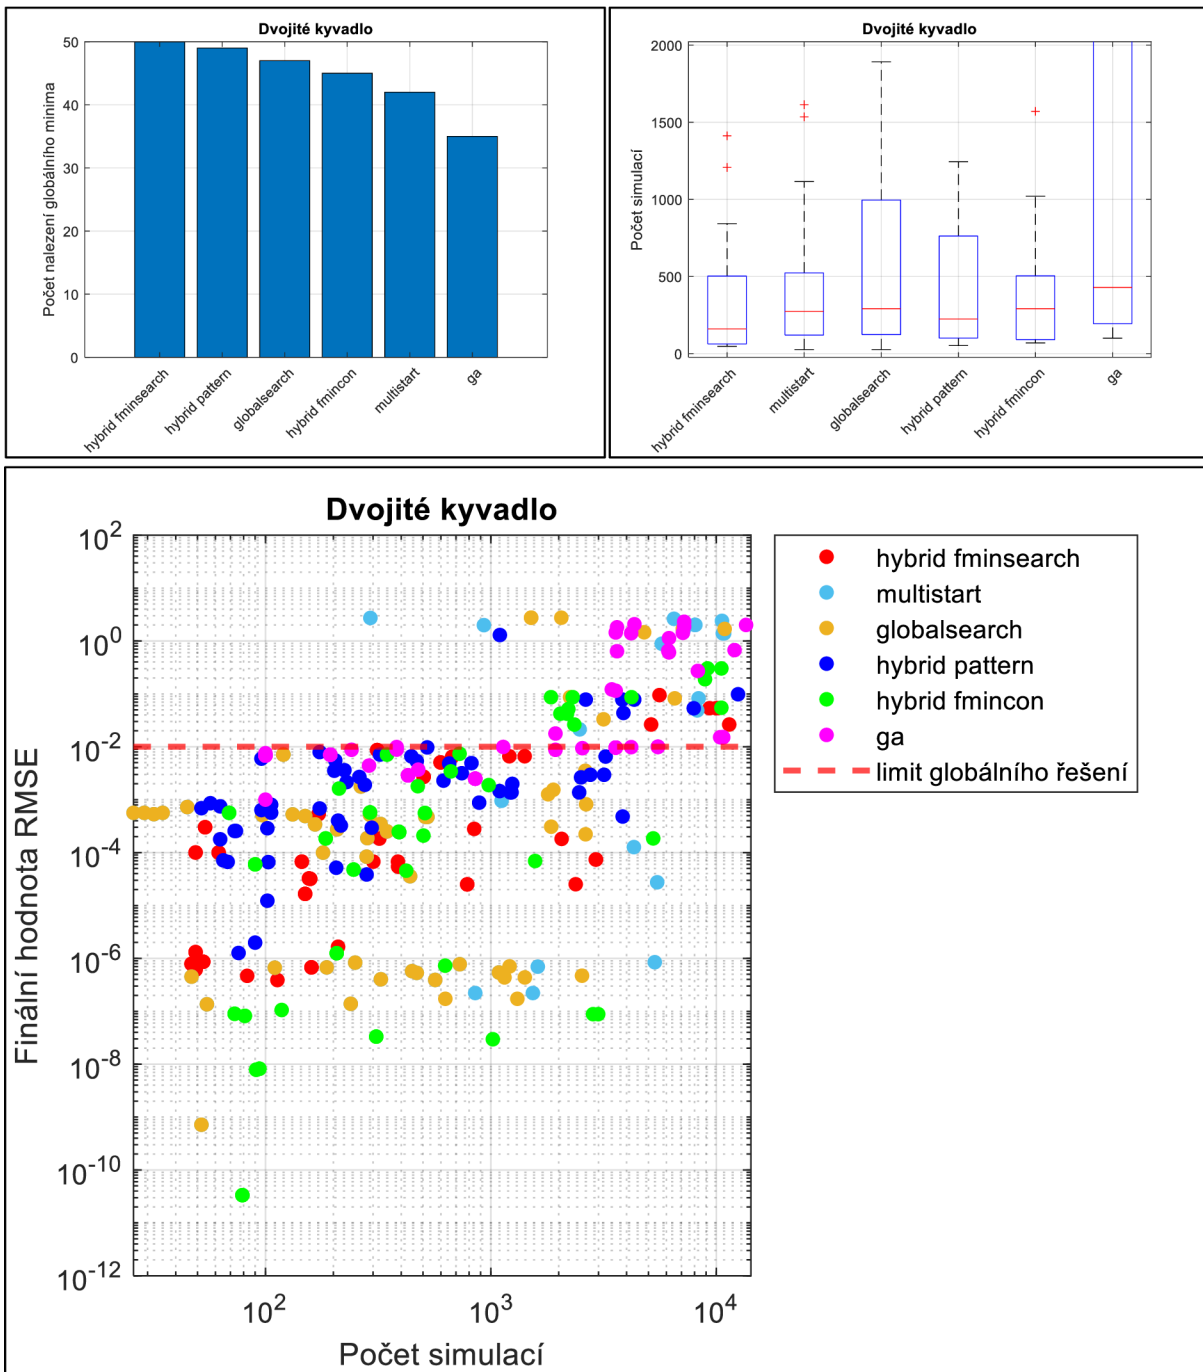 Dvojité kyvadlo
Počet nalezení globálního minima
50
40
30
20
10
0
hybrid fminsearch
hybrid pattern
globalsearch
hybrid fmincon
multistart
ga
Dvojité kyvadlo
Počet simulací
2000
1500
1000
500
0
hybrid fminsearch
multistart
globalsearch
hybrid pattern
hybrid fmincon
ga
Dvojité kyvadlo
Finální hodnota RMSE
10^2
10^0
10^-2
10^-4
10^-6
10^-8
10^-10
10^-12
10^2
10^3
10^4
Počet simulací
hybrid fminsearch
multistart
globalsearch
hybrid pattern
hybrid fmincon
ga
limit globálního řešení